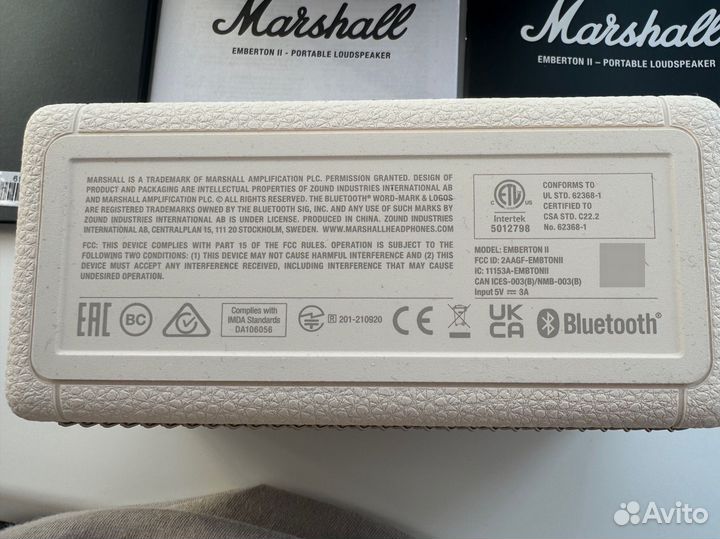 Marshall
EMBERTON II - PORTABLE LOUDSPEAKER
Marshall
EMBERTON II – PORTABLE LOUDSPEAKER
MARSHALL IS A TRADEMARK OF MARSHALL AMPLIFICATION PLC. PERMISSION GRANTED. DESIGN OF
PRODUCT AND PACKAGING ARE INTELLECTUAL PROPERTIES OF ZOUND INDUSTRIES INTERNATIONAL AB
AND MARSHALL AMPLIFICATION PLC © ALL RIGHTS RESERVED. THE BLUETOOTH® WORD-MARK & LOGOS
ARE REGISTERED TRADEMARKS OWNED BY THE BLUETOOTH SIG, INC. AND ANY USE OF SUCH MARKS BY
ZOUND INDUSTRIES INTERNATIONAL AB IS UNDER LICENSE. PRODUCED IN CHINA. ZOUND INDUSTRIES
INTERNATIONAL AB, CENTRALPLAN 15, 111 20 STOCKHOLM, SWEDEN. WWW.MARSHALLHEADPHONES.COM
FCC: THIS DEVICE COMPLIES WITH PART 15 OF THE FCC RULES. OPERATION IS SUBJECT TO THE
FOLLOWING TWO CONDITIONS: (1) THIS DEVICE MAY NOT CAUSE HARMFUL INTERFERENCE AND (2) THIS
DEVICE MUST ACCEPT ANY INTERFERENCE RECEIVED, INCLUDING INTERFERENCE THAT MAY CAUSE
UNDESIRED OPERATION.
ETL
C US
Intertek
5012798
CONFORMS TO
UL STD. 62368-1
CERTIFIED TO
CSA STD. C22.2
No. 62368-1
MODEL: EMBERTON II
FCC ID: 2AAGF-EMBTONII
IC: 11153A-EMBTONII
CAN ICES-003(B)/NMB-003(B)
Input 5V ⎓ 3A
EAC
BC
Complies with
IMDA Standards
DA106056
R 201-210920
CE
UK
CA
Bluetooth®
Avito